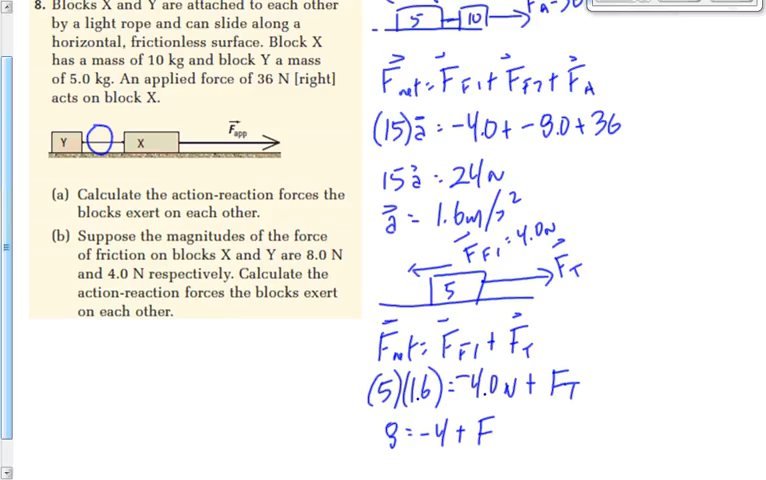 8. Blocks X and Y are attached to each other
by a light rope and can slide along a
horizontal, frictionless surface. Block X
has a mass of 10 kg and block Y a mass
of 5.0 kg. An applied force of 36 N [right]
acts on block X.
Y X F⃗app
(a) Calculate the action-reaction forces the
blocks exert on each other.
(b) Suppose the magnitudes of the force
of friction on blocks X and Y are 8.0 N
and 4.0 N respectively. Calculate the
action-reaction forces the blocks exert
on each other.
5 10
F⃗net = F⃗F1 + F⃗F2 + F⃗A
(15)a⃗ = -4.0 + -8.0 + 36
15a⃗ = 24N
a⃗ = 1.6m/s²
F⃗F1 = 4.0N
5 F⃗T
F⃗net = F⃗F1 + F⃗T
(5)(1.6) = -4.0N + FT
8 = -4 + F